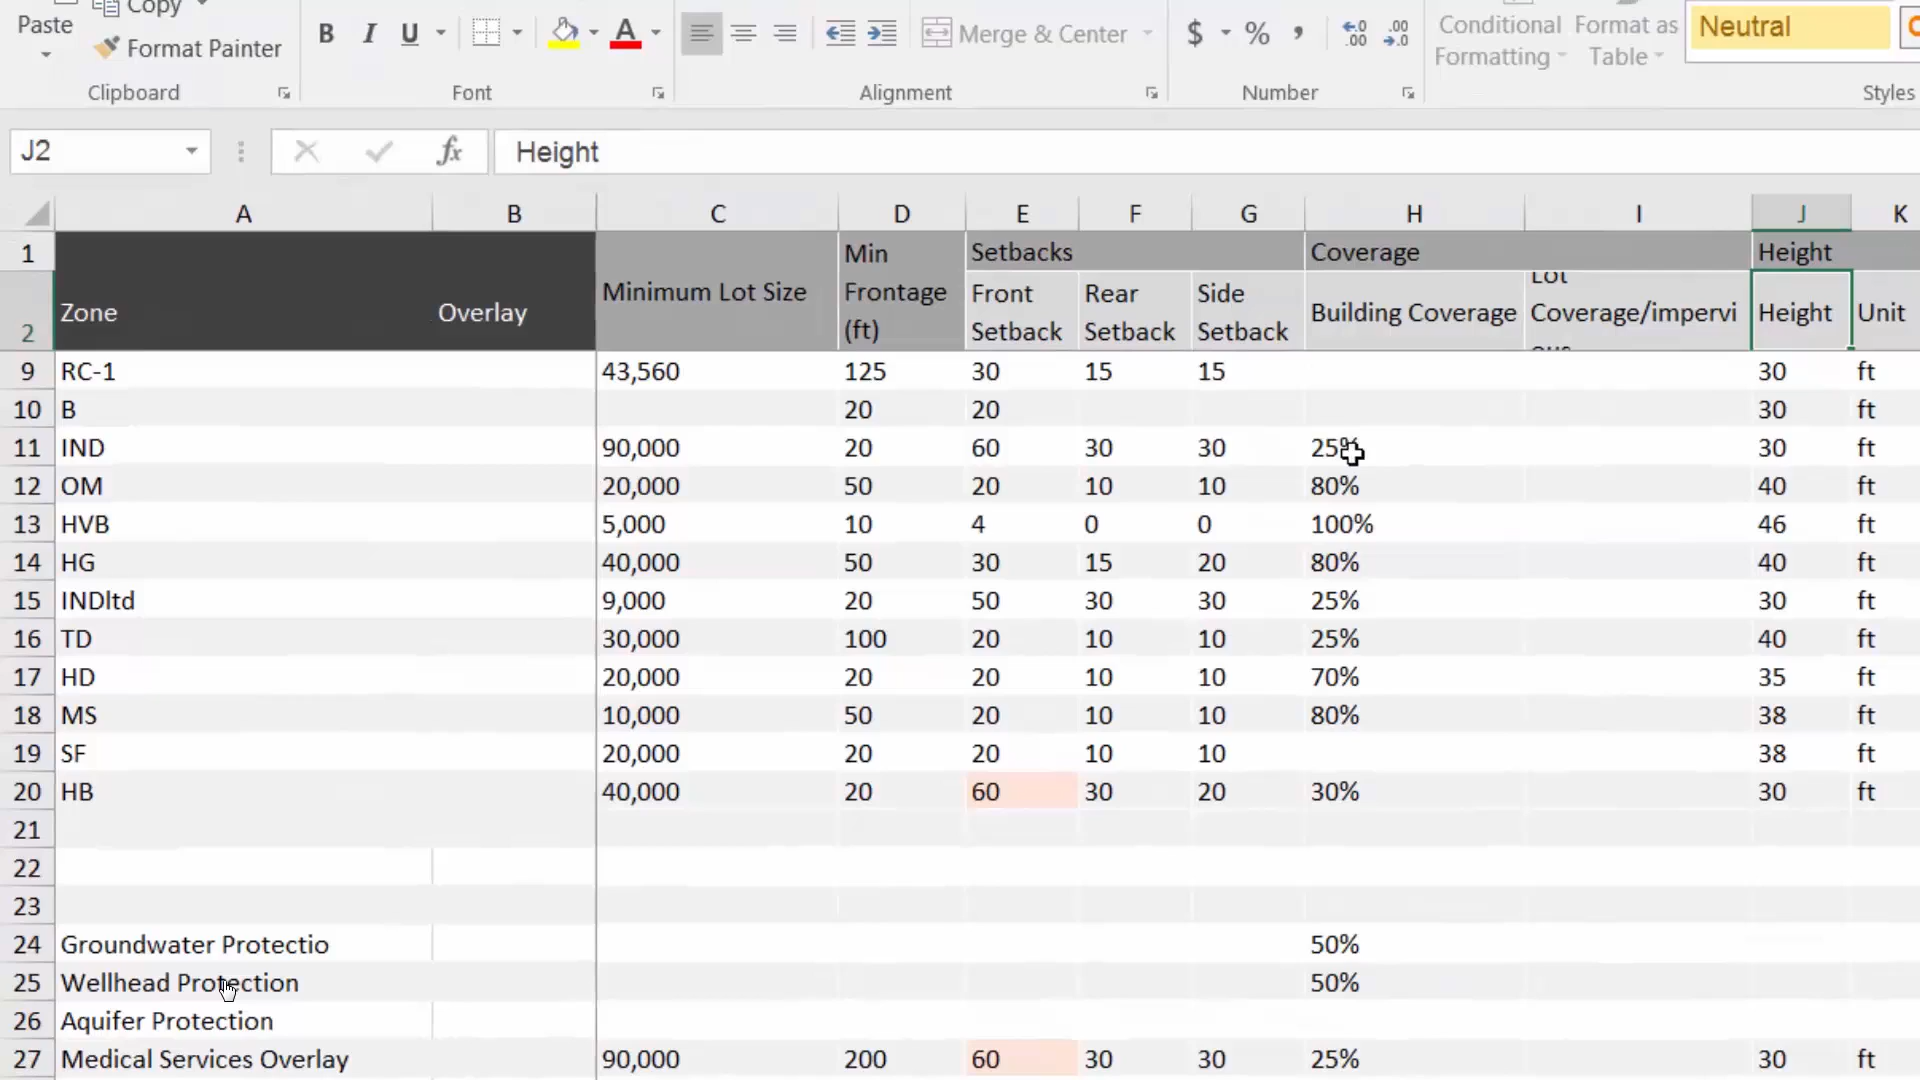 Copy
Paste
Format Painter
B I U A
Merge & Center
$ % ,
.00
.00
Conditional Formatting
Format as Table
Neutral
Clipboard
Font
Alignment
Number
Styles
J2
fx
Height
A B C D E F G H I J K
1 Min Frontage (ft) Setbacks Coverage Height
2 Zone Overlay Minimum Lot Size Front Setback Rear Setback Side Setback Building Coverage Lot Coverage/impervious Height Unit
9 RC-1 43,560 125 30 15 15 30 ft
10 B 20 20 30 ft
11 IND 90,000 20 60 30 30 25% 30 ft
12 OM 20,000 50 20 10 10 80% 40 ft
13 HVB 5,000 10 4 0 0 100% 46 ft
14 HG 40,000 50 30 15 20 80% 40 ft
15 INDltd 9,000 20 50 30 30 25% 30 ft
16 TD 30,000 100 20 10 10 25% 40 ft
17 HD 20,000 20 20 10 10 70% 35 ft
18 MS 10,000 50 20 10 10 80% 38 ft
19 SF 20,000 20 20 10 10 38 ft
20 HB 40,000 20 60 30 20 30% 30 ft
21
22
23
24 Groundwater Protectio 50%
25 Wellhead Protection 50%
26 Aquifer Protection
27 Medical Services Overlay 90,000 200 60 30 30 25% 30 ft